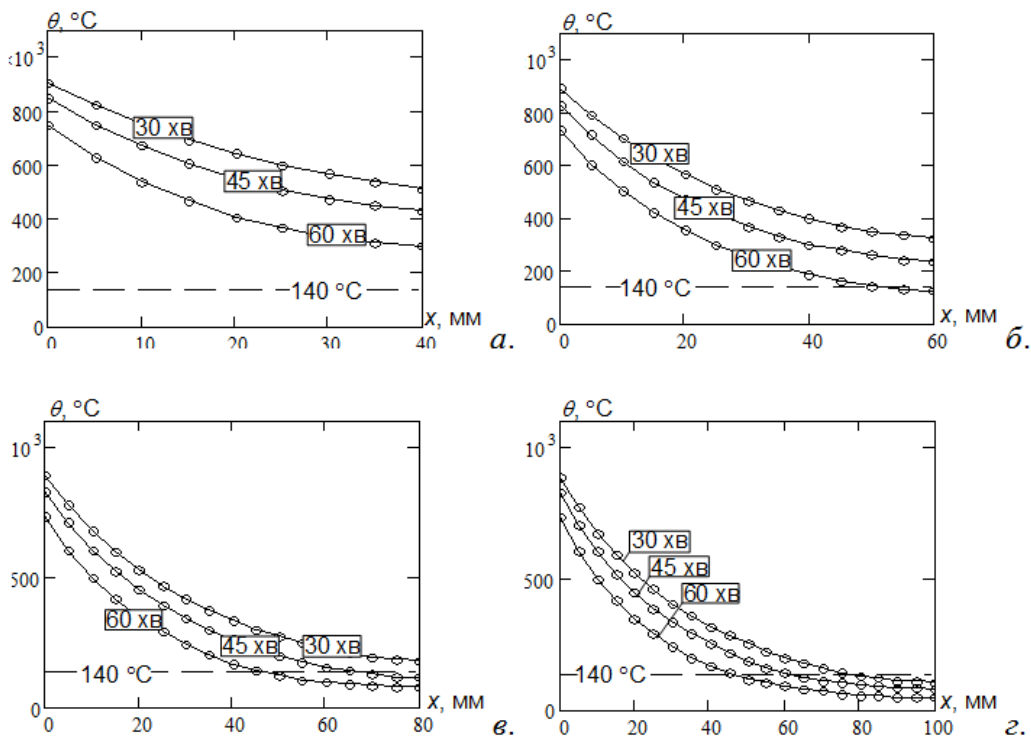 θ, °C
×10³
800
600
400
200
0
30 хв
45 хв
60 хв
140 °C
0 10 20 30 40
x, мм
а.
θ, °C
10³
800
600
400
200
0
30 хв
45 хв
60 хв
140 °C
0 20 40 60
x, мм
б.
θ, °C
10³
500
0
60 хв
45 хв
30 хв
140 °C
0 20 40 60 80
x, мм
в.
θ, °C
10³
500
0
30 хв
45 хв
60 хв
140 °C
0 20 40 60 80 100
x, мм
г.